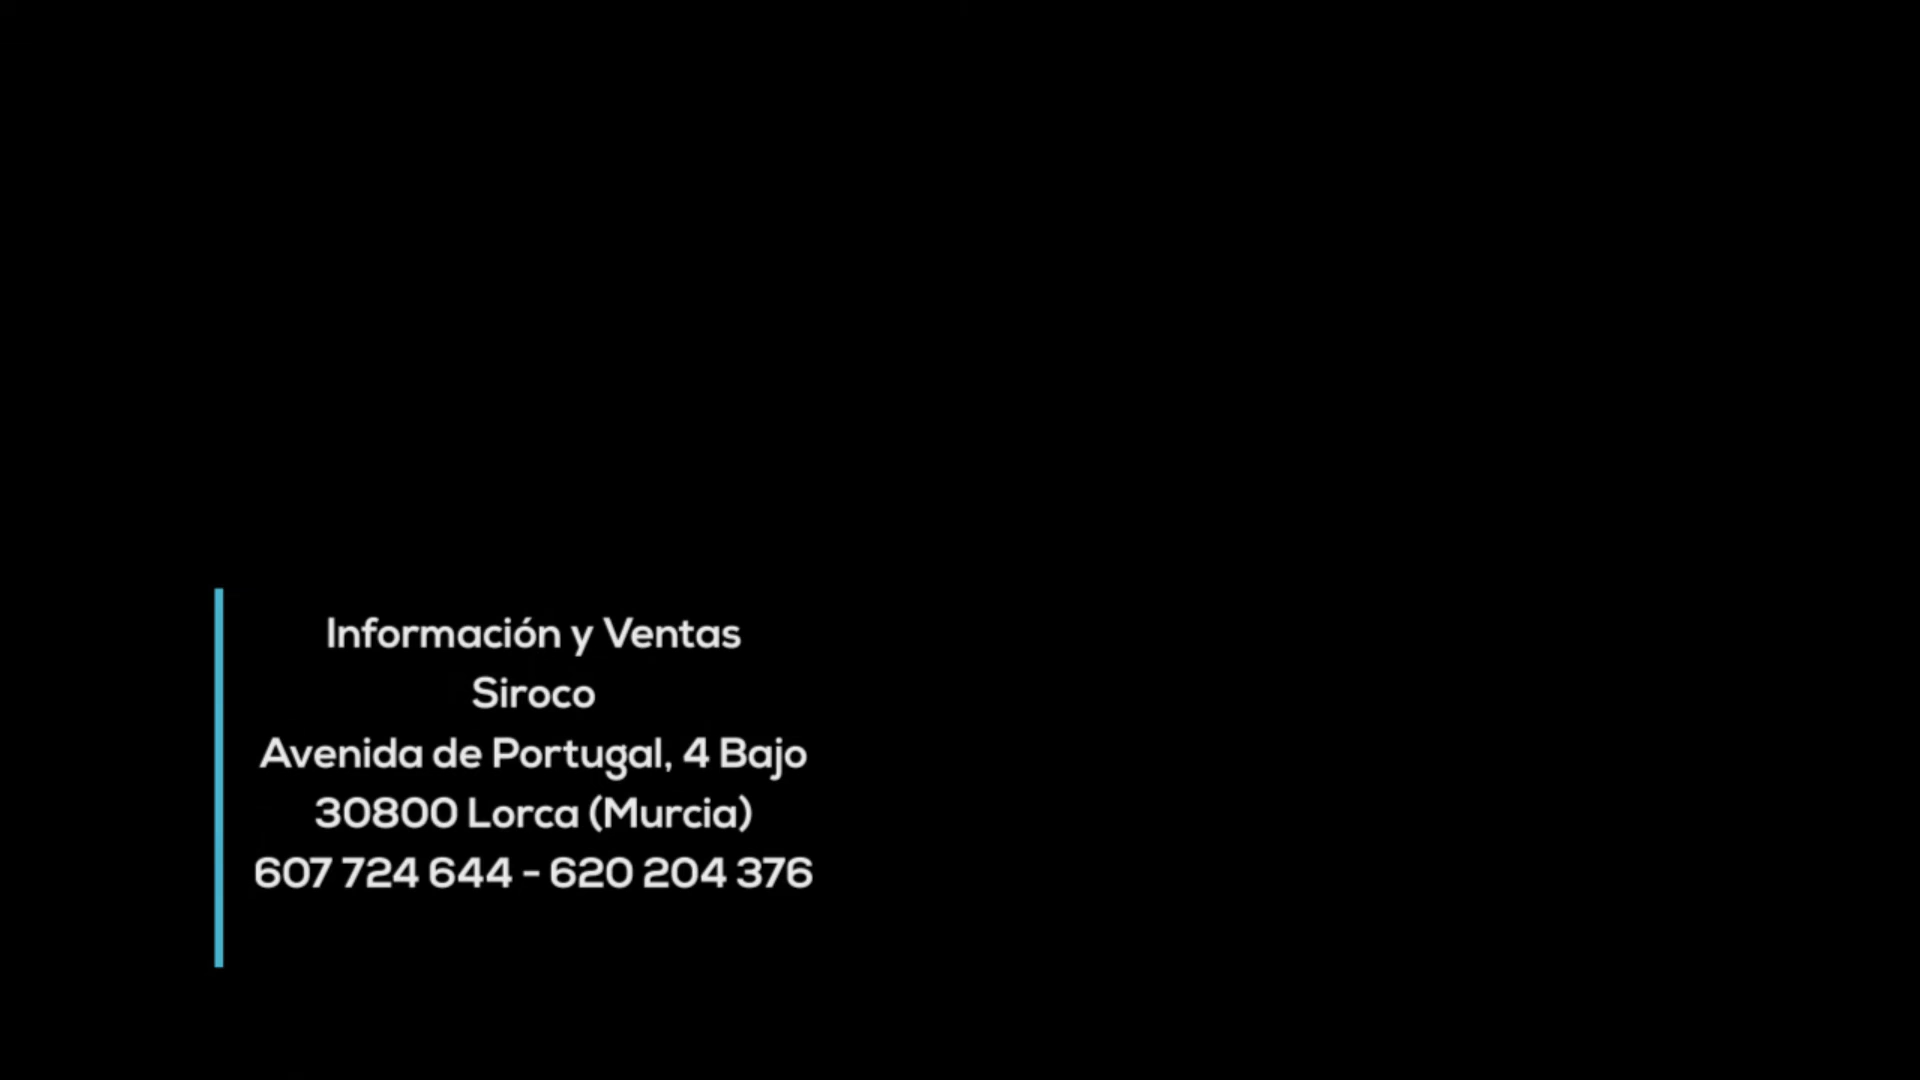 Información y Ventas
Siroco
Avenida de Portugal, 4 Bajo
30800 Lorca (Murcia)
607 724 644 - 620 204 376